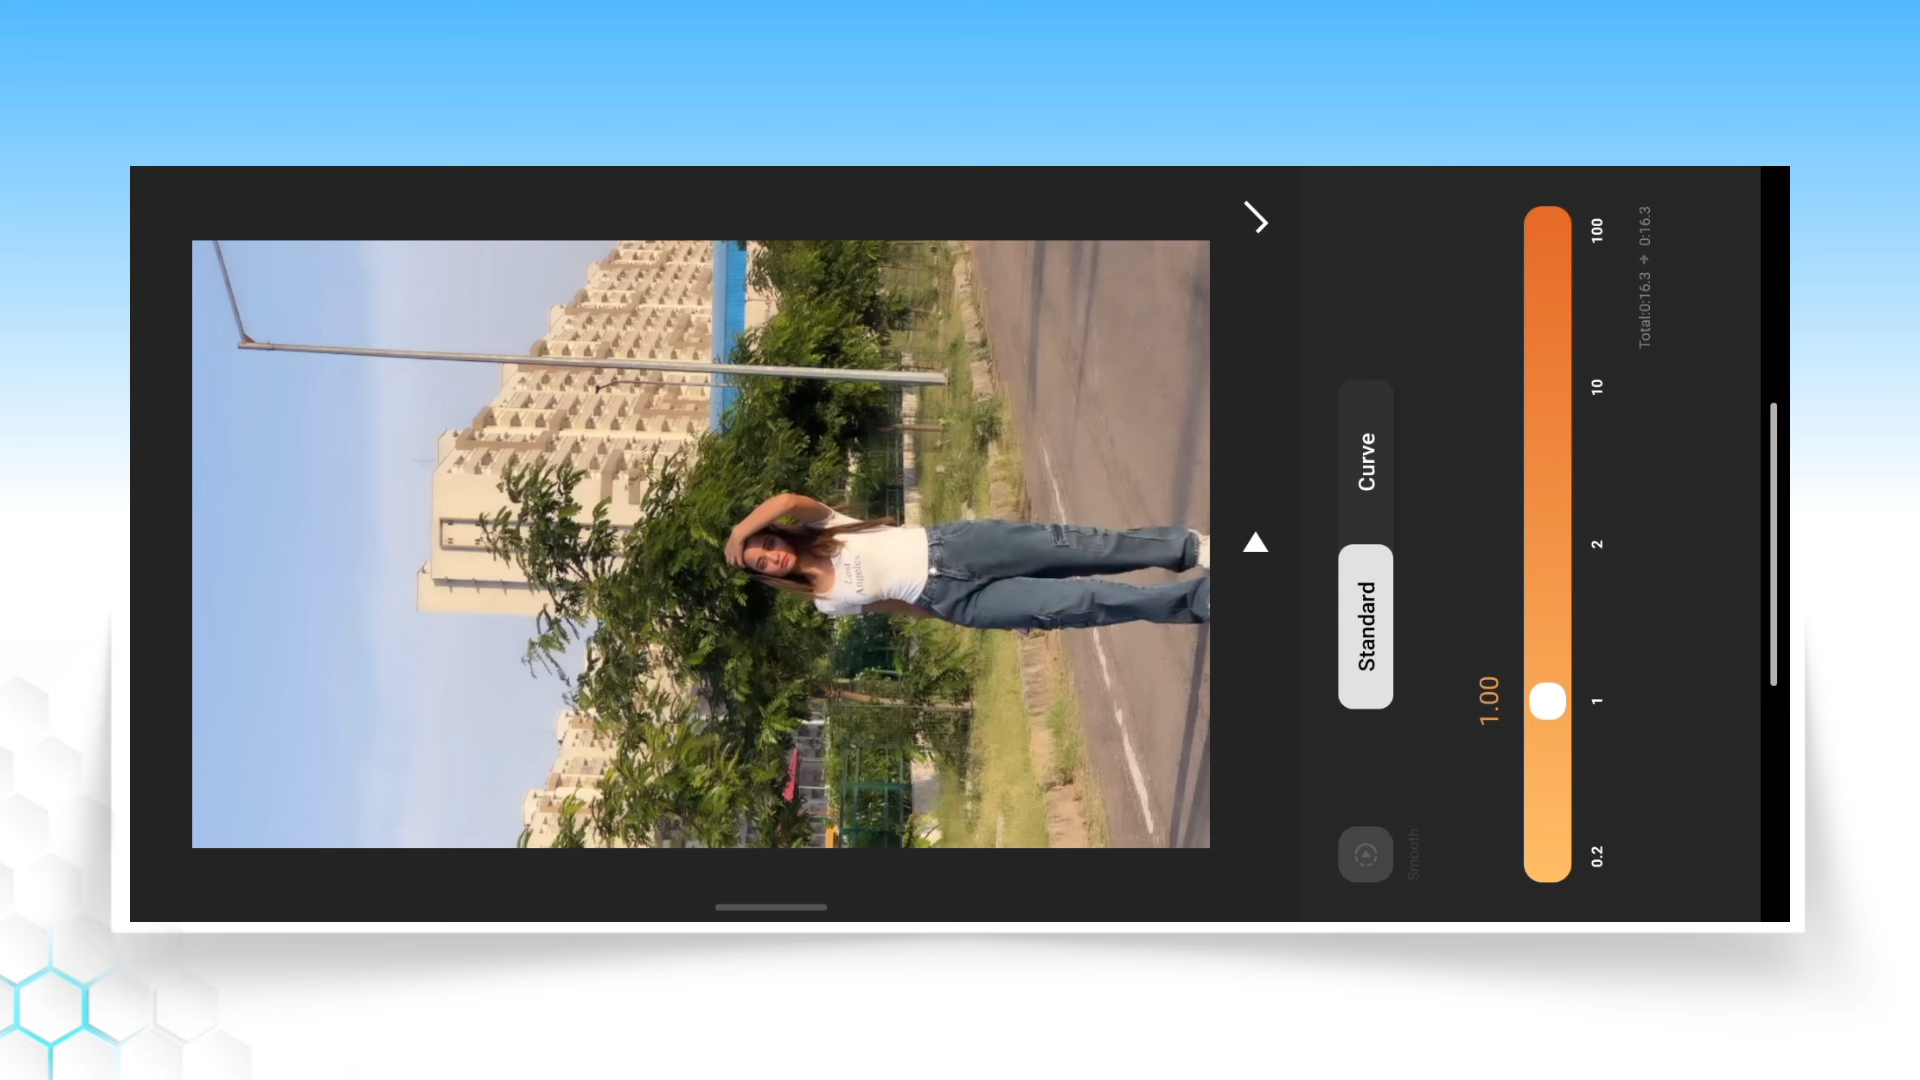 Lost
Angeles
Standard
Curve
Smooth
1.00
0.2
1
2
10
100
Total:0:16.3 → 0:16.3